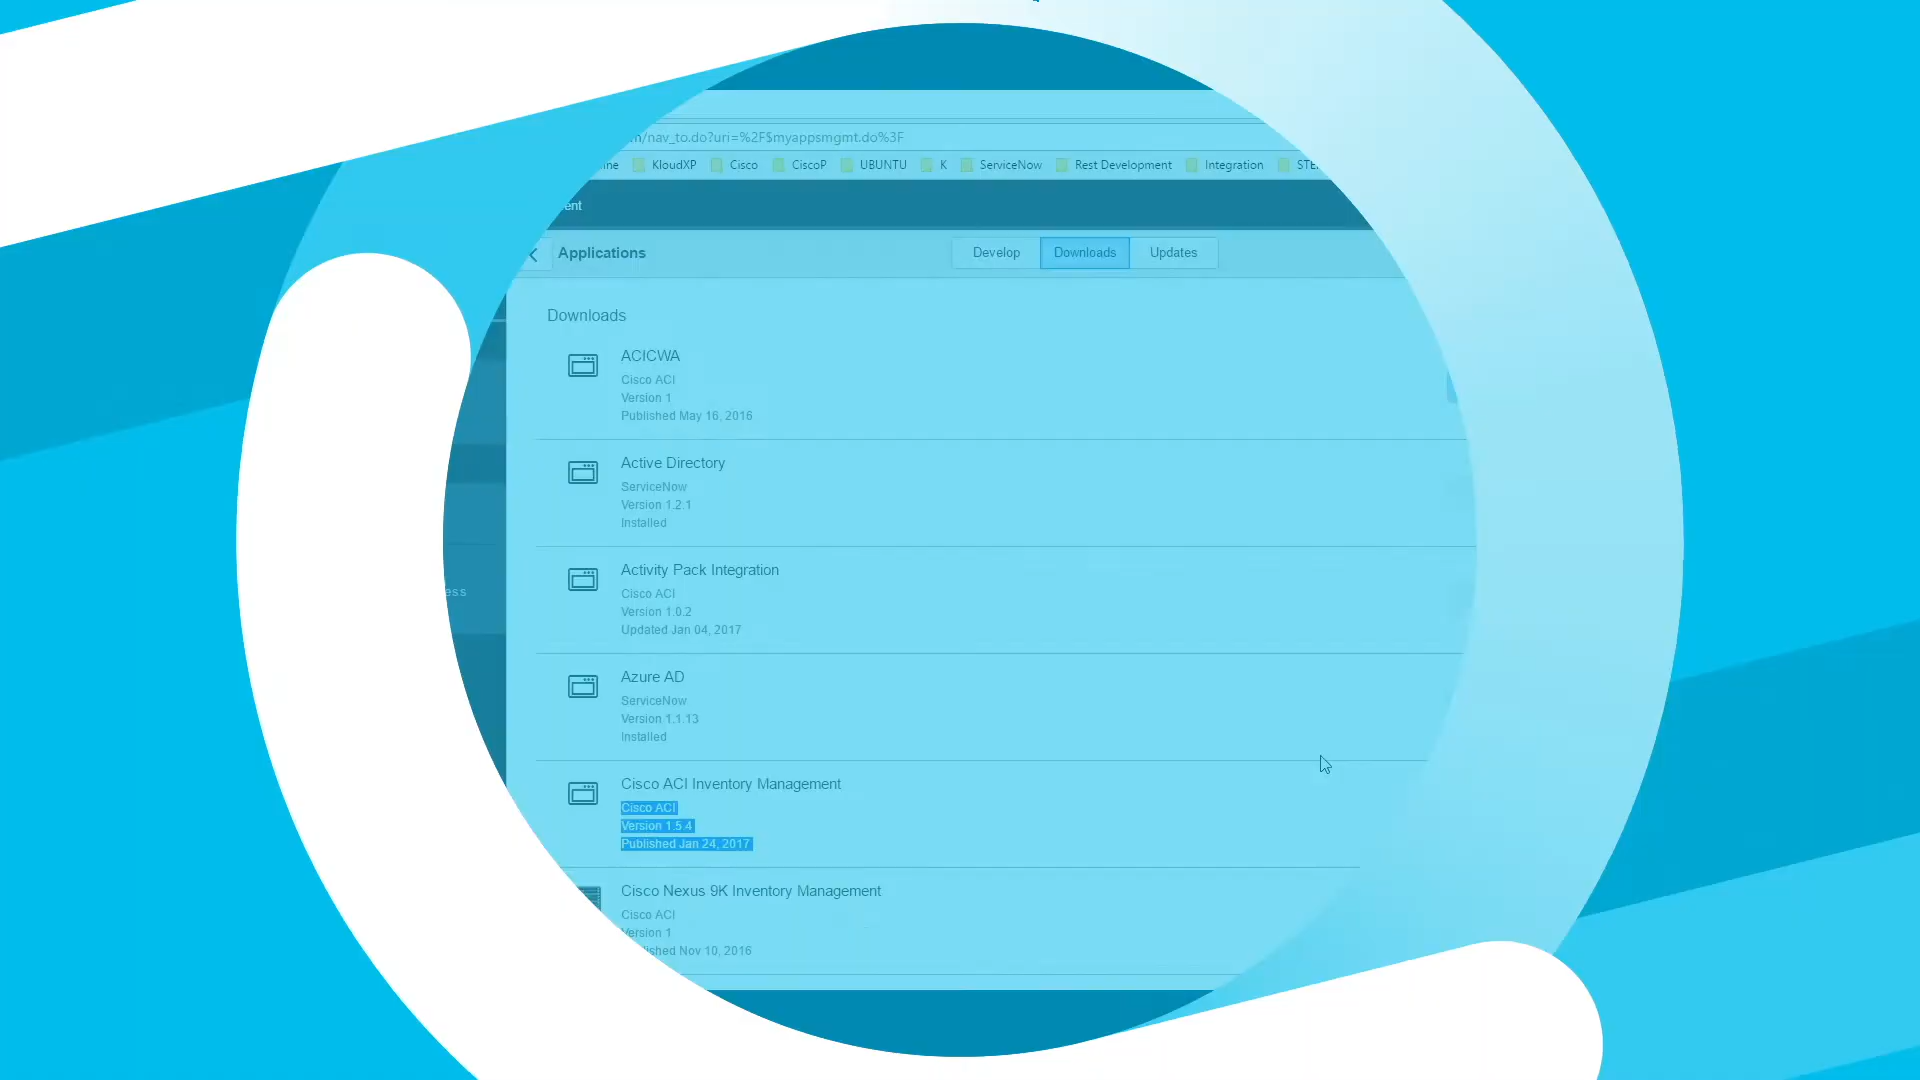 /nav_to.do?uri=%2F$myappsmgmt.do%3F
KloudXP Cisco CiscoP UBUNTU K ServiceNow Rest Development Integration
Applications Develop Downloads Updates
Downloads
ACICWA
Cisco ACI
Version 1
Published May 16, 2016
Active Directory
ServiceNow
Version 1.2.1
Installed
Activity Pack Integration
Cisco ACI
Version 1.0.2
Updated Jan 04, 2017
Azure AD
ServiceNow
Version 1.1.13
Installed
Cisco ACI Inventory Management
Cisco ACI
Version 1.5.4
Published Jan 24, 2017
Cisco Nexus 9K Inventory Management
Cisco ACI
Version 1
ished Nov 10, 2016